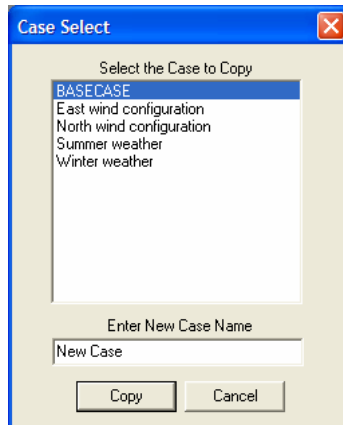 Case Select
Select the Case to Copy
BASECASE
East wind configuration
North wind configuration
Summer weather
Winter weather
Enter New Case Name
New Case
Copy
Cancel